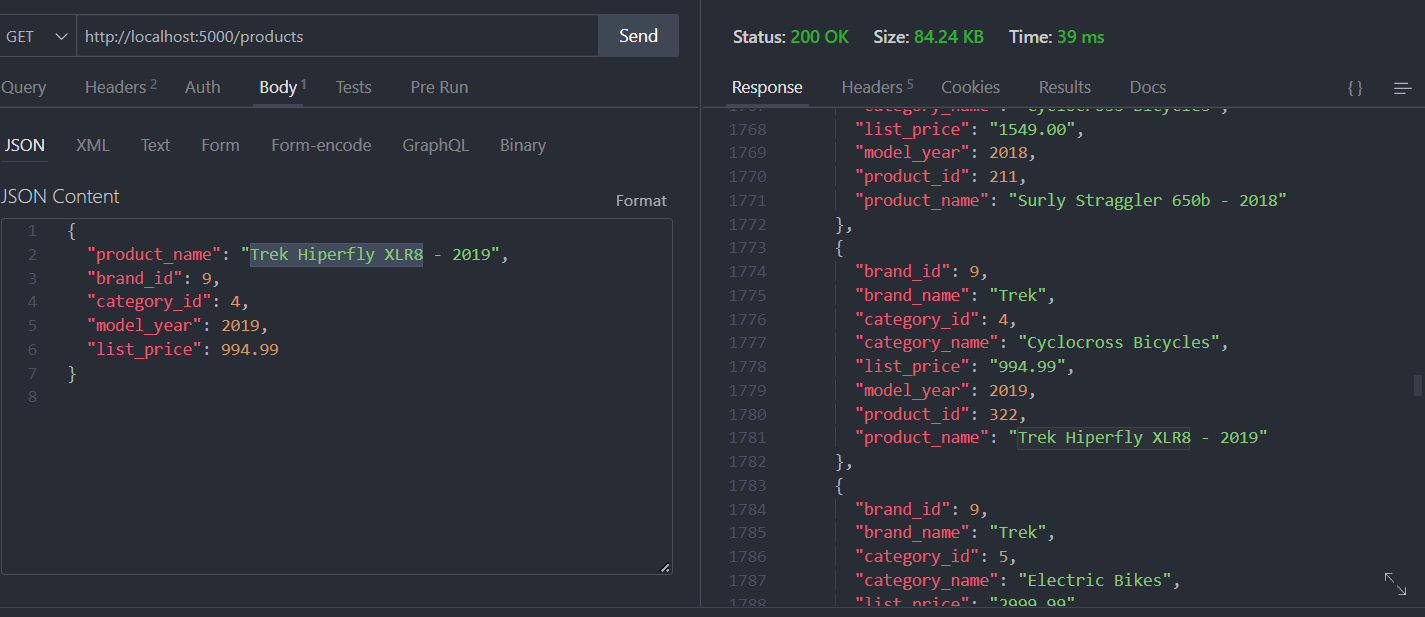 GET http://localhost:5000/products Send
Query Headers 2 Auth Body 1 Tests Pre Run
JSON XML Text Form Form-encode GraphQL Binary
JSON Content Format
1 {
2 "product_name": "Trek Hiperfly XLR8 - 2019",
3 "brand_id": 9,
4 "category_id": 4,
5 "model_year": 2019,
6 "list_price": 994.99
7 }
8
Status: 200 OK Size: 84.24 KB Time: 39 ms
Response Headers 5 Cookies Results Docs { }
1767 "category_name": "Cyclocross Bicycles",
1768 "list_price": "1549.00",
1769 "model_year": 2018,
1770 "product_id": 211,
1771 "product_name": "Surly Straggler 650b - 2018"
1772 },
1773 {
1774 "brand_id": 9,
1775 "brand_name": "Trek",
1776 "category_id": 4,
1777 "category_name": "Cyclocross Bicycles",
1778 "list_price": "994.99",
1779 "model_year": 2019,
1780 "product_id": 322,
1781 "product_name": "Trek Hiperfly XLR8 - 2019"
1782 },
1783 {
1784 "brand_id": 9,
1785 "brand_name": "Trek",
1786 "category_id": 5,
1787 "category_name": "Electric Bikes",
1788 "list_price": "2999.99"